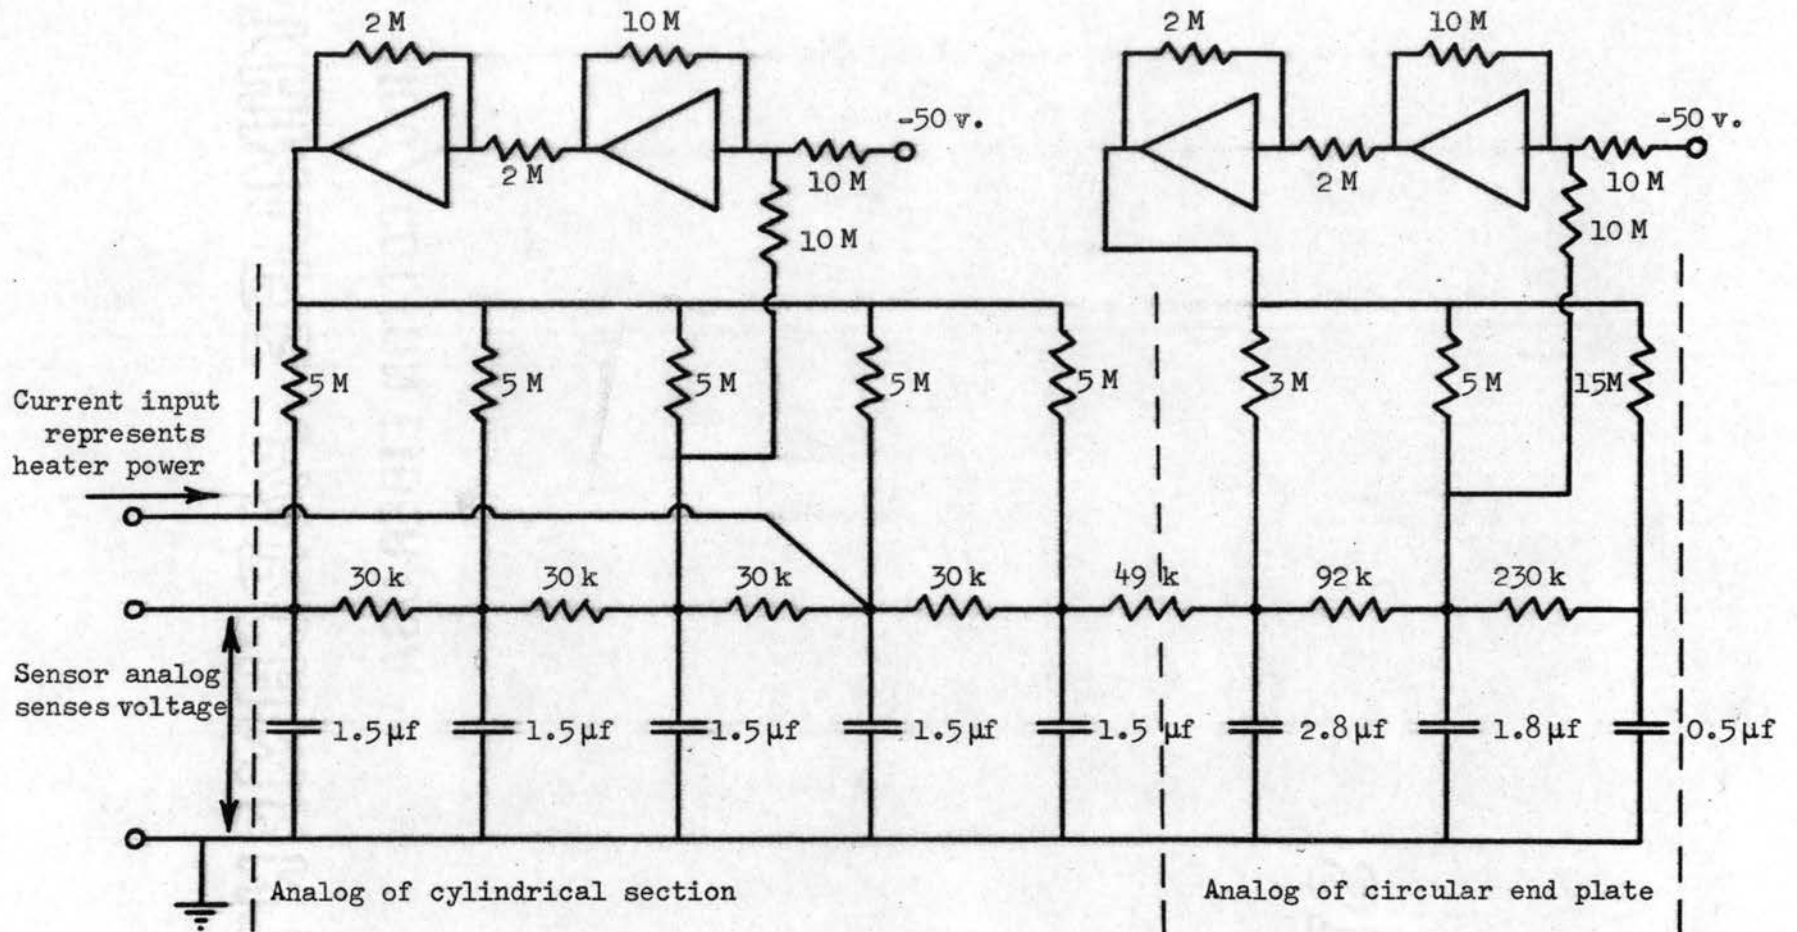 2 M
10 M
2 M
10 M
-50 v.
-50 v.
2 M
10 M
2 M
10 M
10 M
10 M
5 M
5 M
5 M
5 M
5 M
3 M
5 M
15M
Current input
represents
heater power
30 k
30 k
30 k
30 k
49 k
92 k
230 k
Sensor analog
senses voltage
1.5 µf
1.5 µf
1.5 µf
1.5 µf
1.5 µf
2.8 µf
1.8 µf
0.5 µf
Analog of cylindrical section
Analog of circular end plate